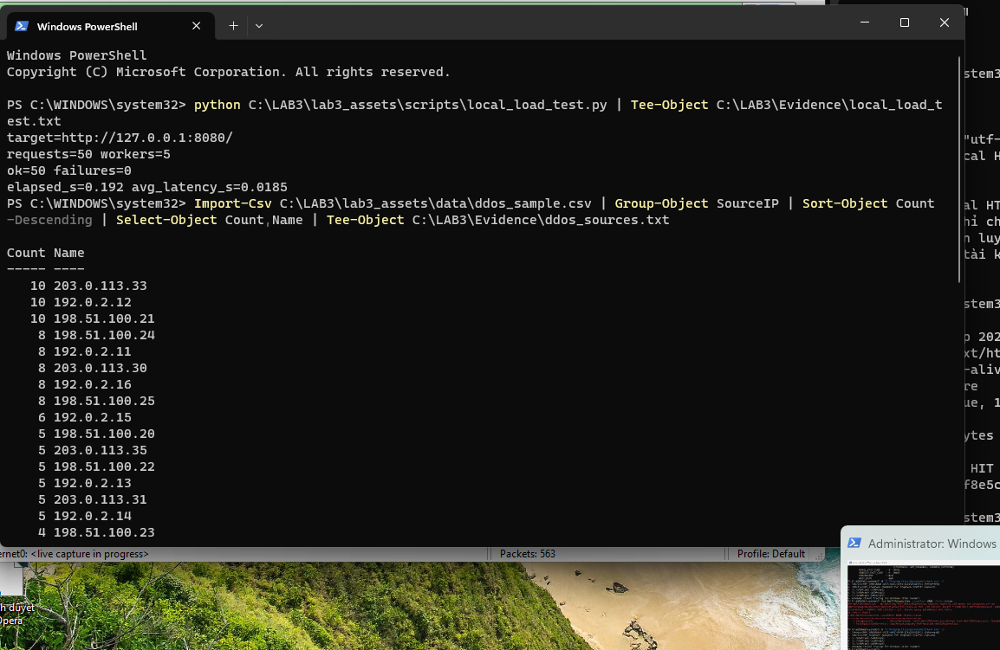 Windows PowerShell
Windows PowerShell
Copyright (C) Microsoft Corporation. All rights reserved.
PS C:\WINDOWS\system32> python C:\LAB3\lab3_assets\scripts\local_load_test.py | Tee-Object C:\LAB3\Evidence\local_load_t
est.txt
target=http://127.0.0.1:8080/
requests=50 workers=5
ok=50 failures=0
elapsed_s=0.192 avg_latency_s=0.0185
PS C:\WINDOWS\system32> Import-Csv C:\LAB3\lab3_assets\data\ddos_sample.csv | Group-Object SourceIP | Sort-Object Count
-Descending | Select-Object Count,Name | Tee-Object C:\LAB3\Evidence\ddos_sources.txt
Count Name
----- ----
10 203.0.113.33
10 192.0.2.12
10 198.51.100.21
8 198.51.100.24
8 192.0.2.11
8 203.0.113.30
8 192.0.2.16
8 198.51.100.25
6 192.0.2.15
5 198.51.100.20
5 203.0.113.35
5 198.51.100.22
5 192.0.2.13
5 203.0.113.31
5 192.0.2.14
4 198.51.100.23
ystem3
"utf-
cal H
al HT
hỉ ch
n luy
tài k
ystem3
p 202
xt/ht
-aliv
re
ue, 1
ytes
HIT
f8e5c
ystem3
ernet0: <live capture in progress>
Packets: 563
Profile: Default
Administrator: Windows
h duyet
Opera